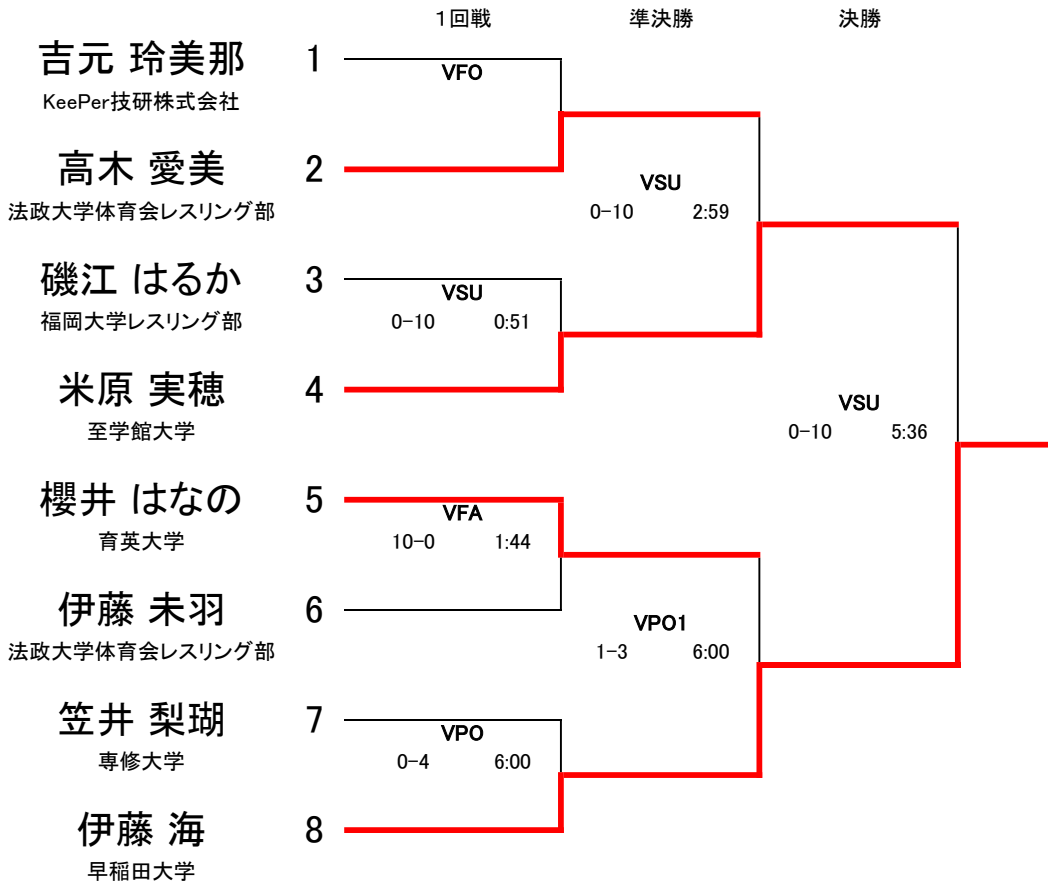 1回戦 準決勝 決勝
吉元 玲美那 1
KeePer技研株式会社
VFO
高木 愛美 2
法政大学体育会レスリング部
VSU
0-10 2:59
磯江 はるか 3
福岡大学レスリング部
VSU
0-10 0:51
米原 実穂 4
至学館大学
VSU
0-10 5:36
櫻井 はなの 5
育英大学
VFA
10-0 1:44
伊藤 未羽 6
法政大学体育会レスリング部
VPO1
1-3 6:00
笠井 梨瑚 7
専修大学
VPO
0-4 6:00
伊藤 海 8
早稲田大学